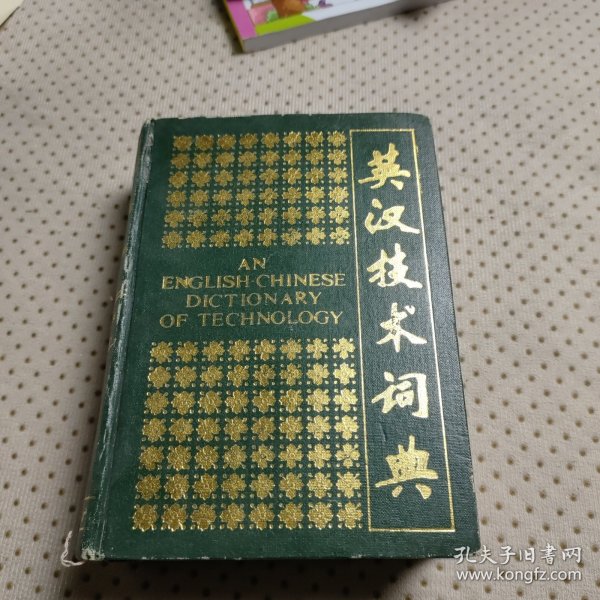 英汉技术词典
AN
ENGLISH-CHINESE
DICTIONARY
OF TECHNOLOGY
孔夫子旧书网
www.kongfz.com